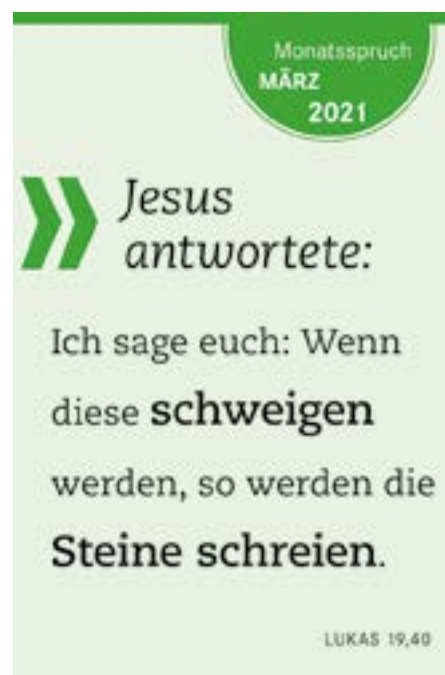 Monatsspruch
MÄRZ
2021
Jesus
antwortete:
Ich sage euch: Wenn
diese schweigen
werden, so werden die
Steine schreien.
LUKAS 19,40